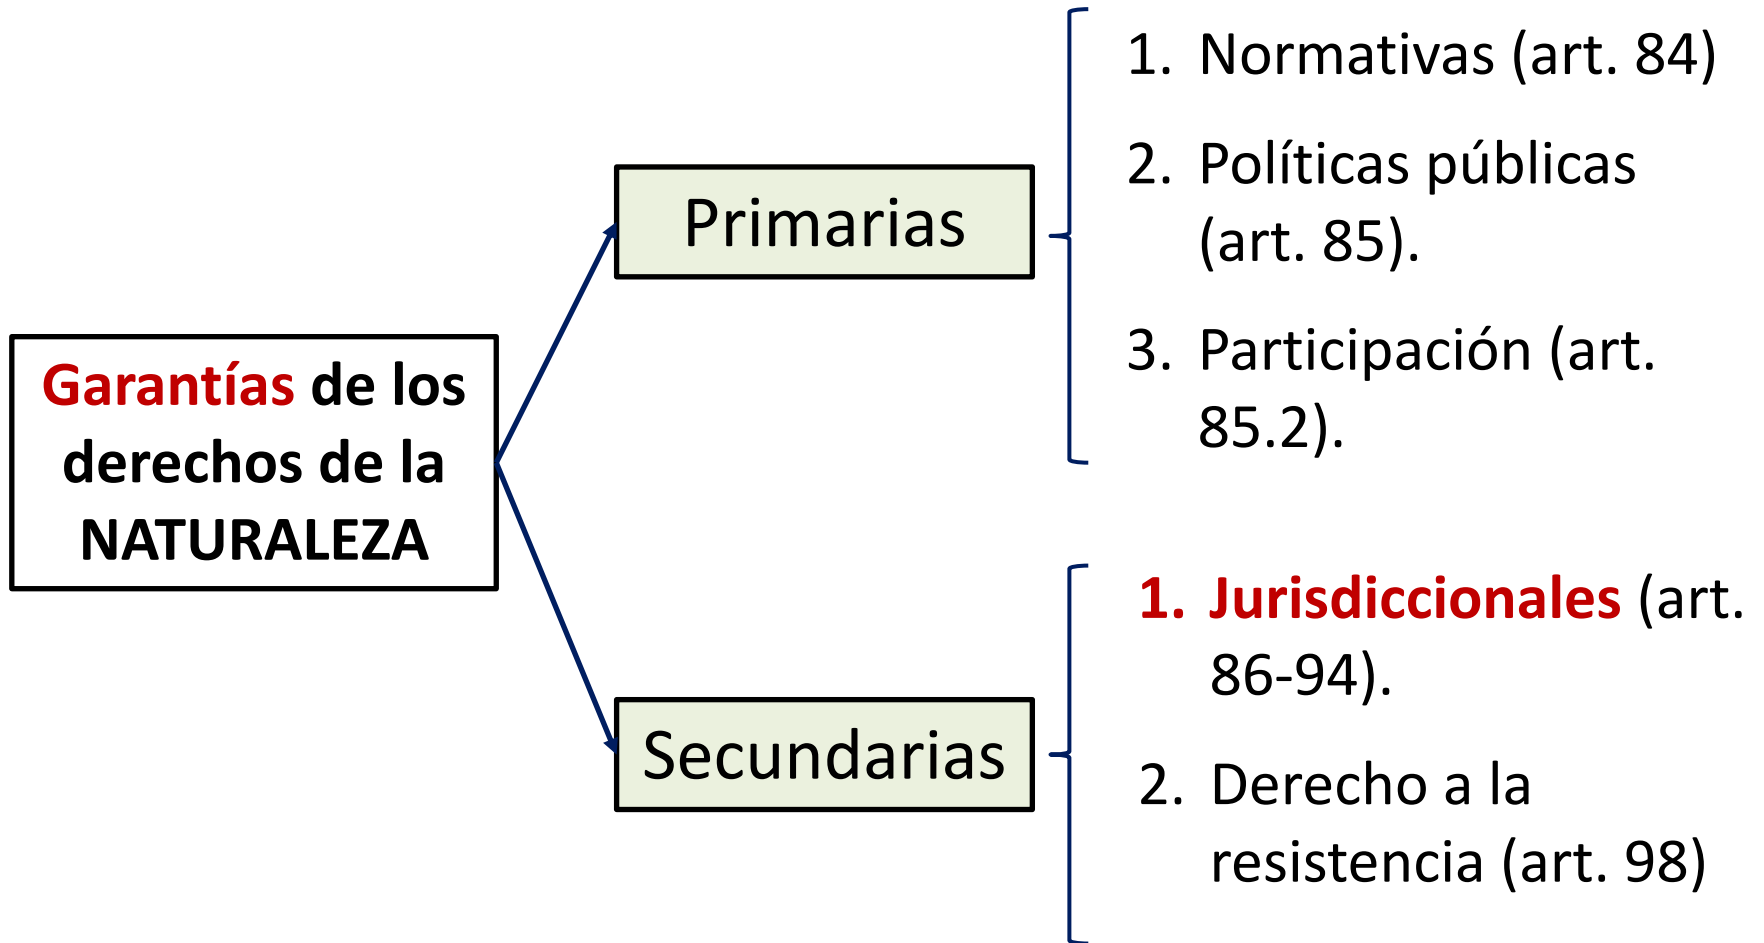 Garantías de los
derechos de la
NATURALEZA
Primarias
1. Normativas (art. 84)
2. Políticas públicas
(art. 85).
3. Participación (art.
85.2).
Secundarias
1. Jurisdiccionales (art.
86-94).
2. Derecho a la
resistencia (art. 98)